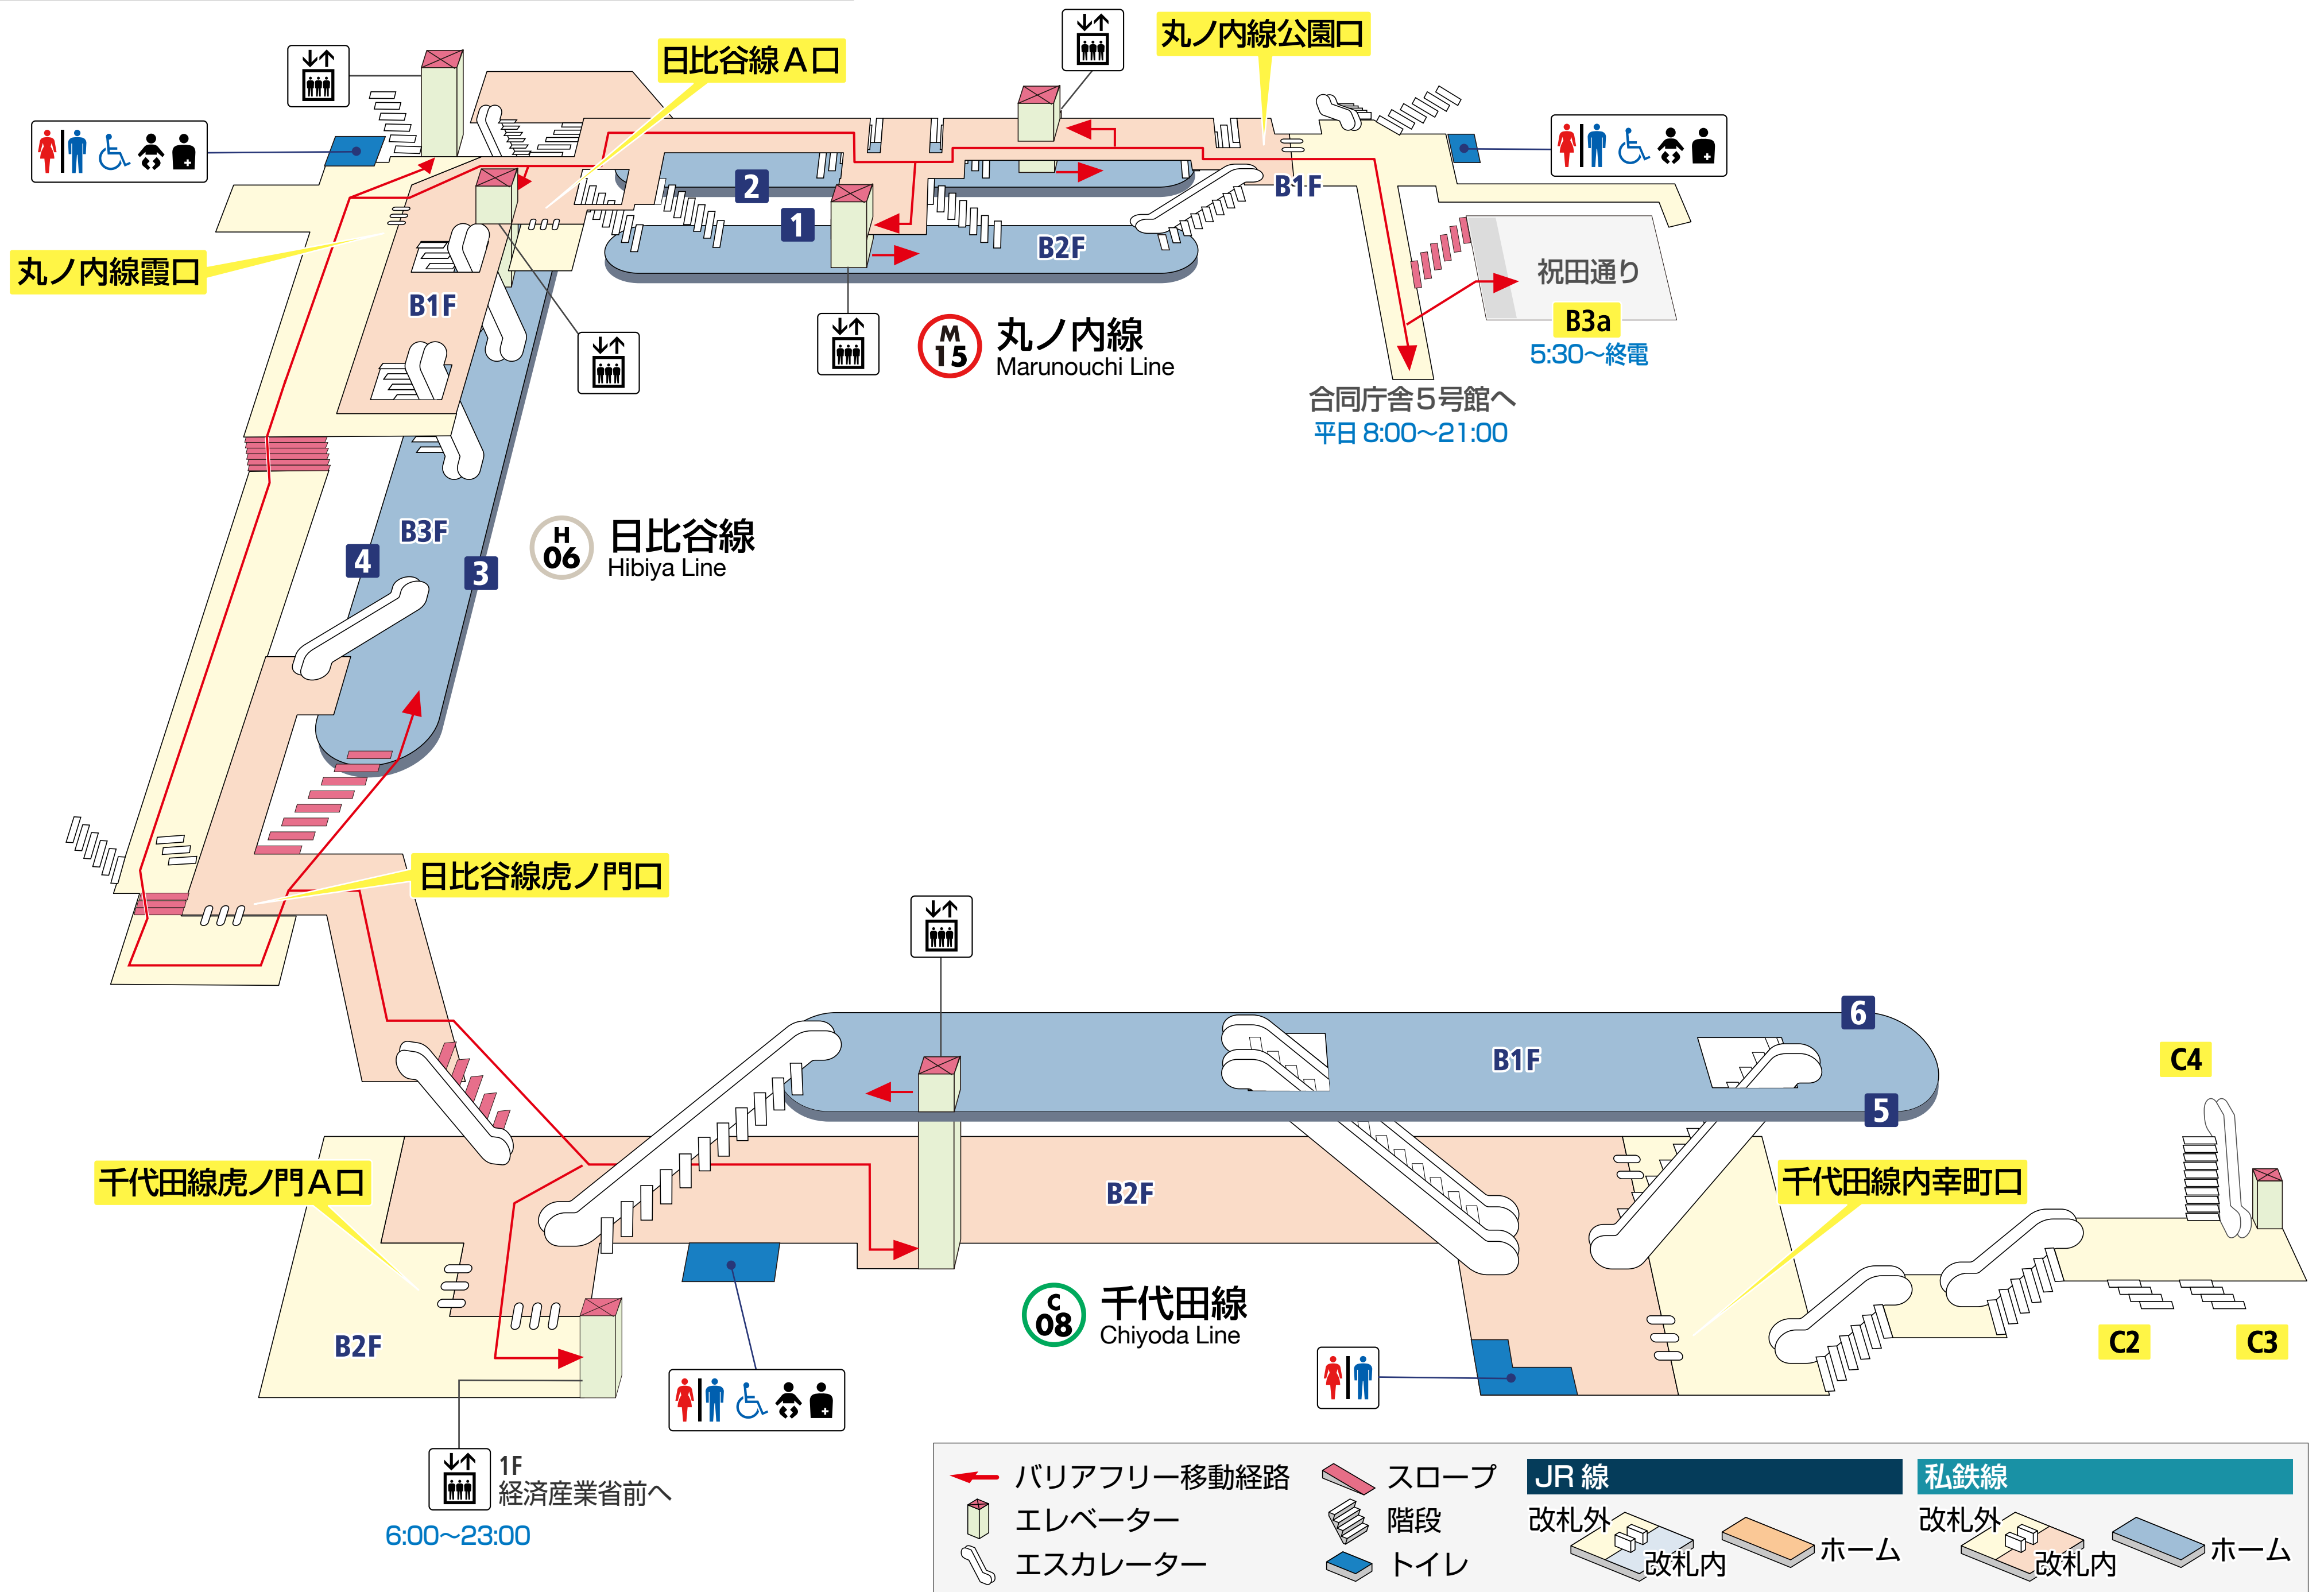 日比谷線A口
丸ノ内線公園口
丸ノ内線霞口
2
1
B1F
B2F
B1F
M
15
丸ノ内線
Marunouchi Line
祝田通り
B3a
5:30～終電
合同庁舎5号館へ
平日 8:00～21:00
B3F
4
3
H
06
日比谷線
Hibiya Line
日比谷線虎ノ門口
6
B1F
5
C4
千代田線虎ノ門A口
B2F
千代田線内幸町口
C
08
千代田線
Chiyoda Line
B2F
C2
C3
1F
経済産業省前へ
6:00～23:00
バリアフリー移動経路
エレベーター
エスカレーター
スロープ
階段
トイレ
JR 線
改札外
改札内
ホーム
私鉄線
改札外
改札内
ホーム